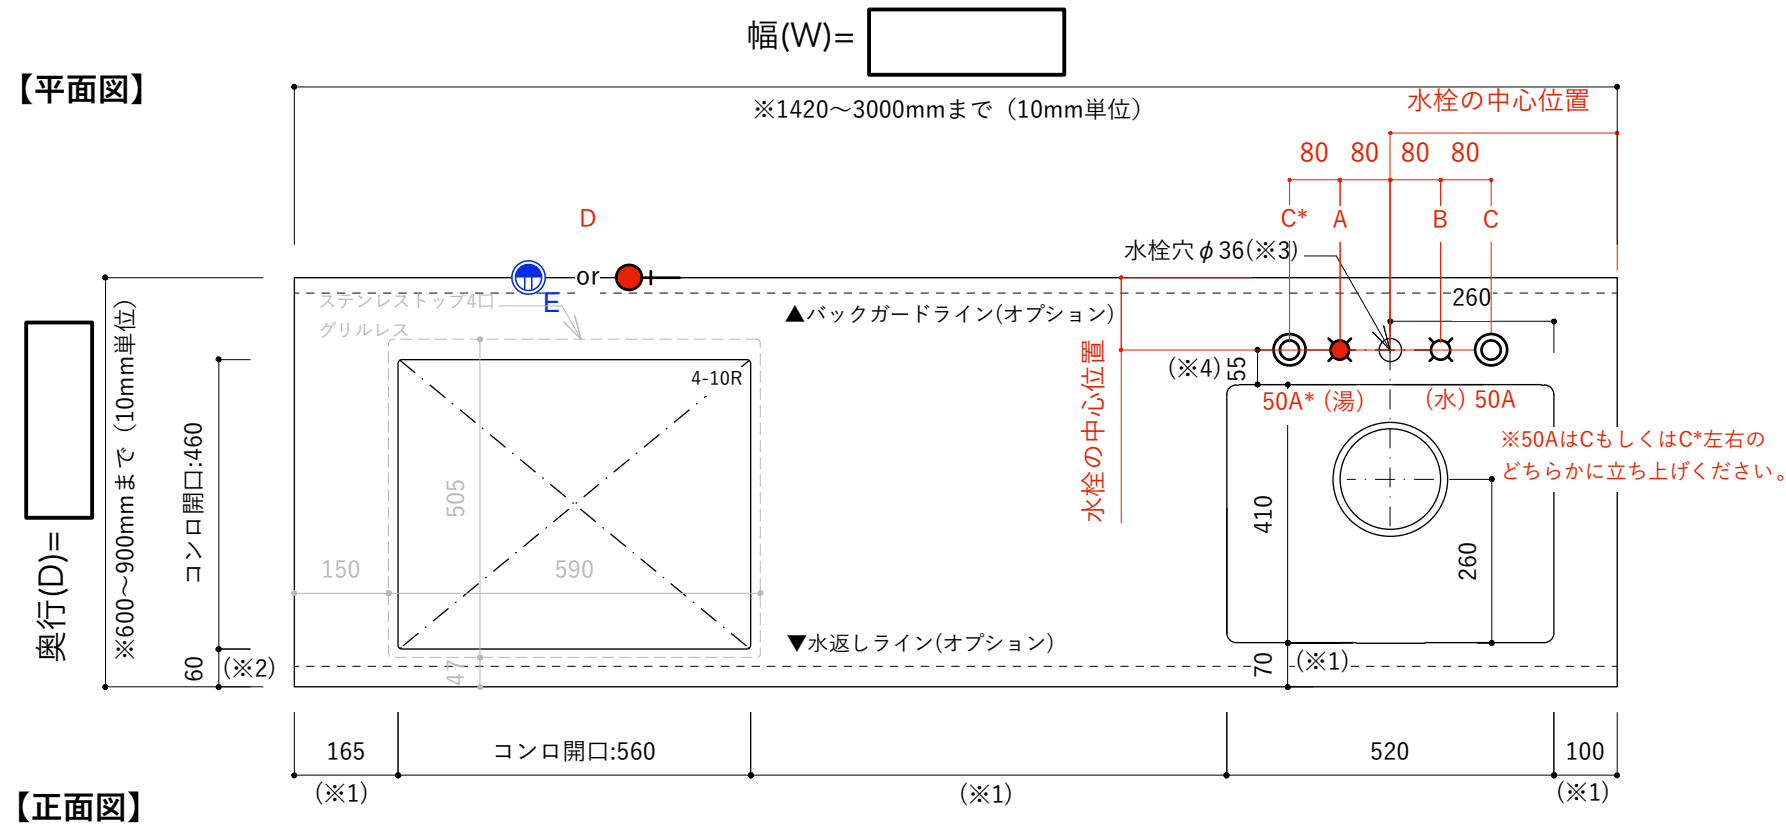 幅(W)=
【平面図】
※1420～3000mmまで（10mm単位）
水栓の中心位置
80 80 80 80
D
C* A B C
水栓穴φ36(※3)
or
E
ステンレストップ4口
グリルレス
▲バックガードライン(オプション)
260
4-10R
(※4)
55
水栓の中心位置
50A* (湯)
(水) 50A
※50AはCもしくはC*左右の
どちらかに立ち上げください。
奥行(D)=
※600～900mmまで（10mm単位）
コンロ開口:460
505
410
260
150
590
▼水返しライン(オプション)
60
(※2)
47
70
(※1)
165
コンロ開口:560
520
100
(※1)
(※1)
(※1)
【正面図】